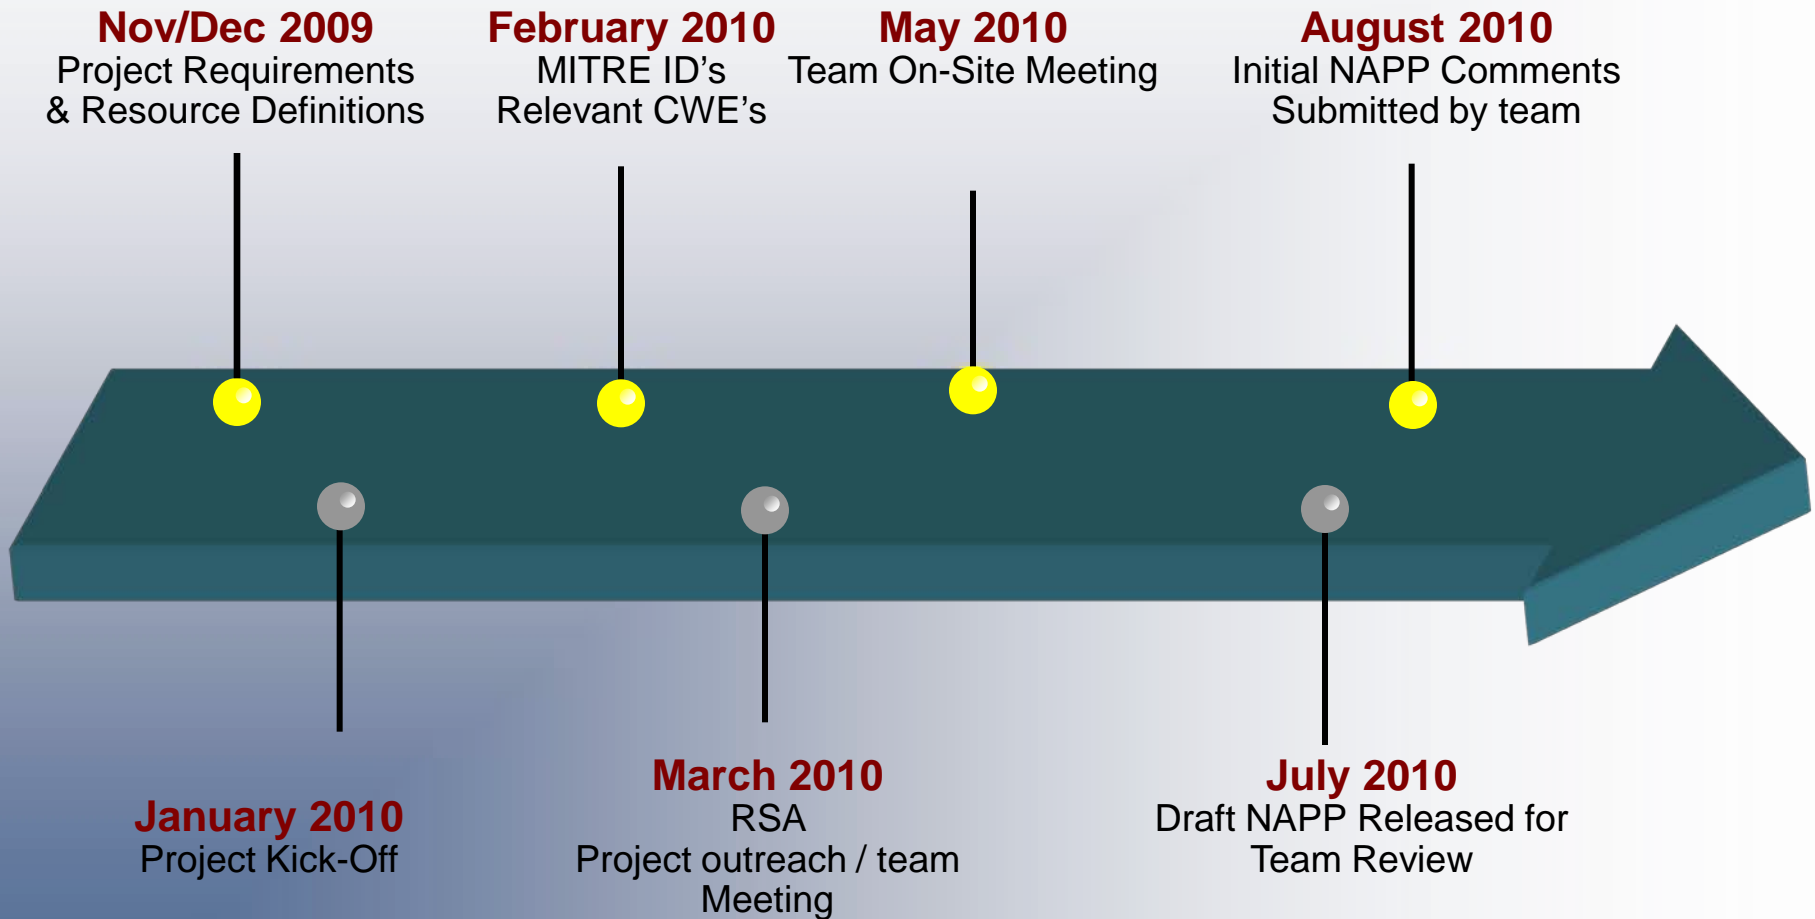 Nov/Dec 2009
Project Requirements
& Resource Definitions
February 2010
MITRE ID’s
Relevant CWE’s
May 2010
Team On-Site Meeting
August 2010
Initial NAPP Comments
Submitted by team
January 2010
Project Kick-Off
March 2010
RSA
Project outreach / team
Meeting
July 2010
Draft NAPP Released for
Team Review